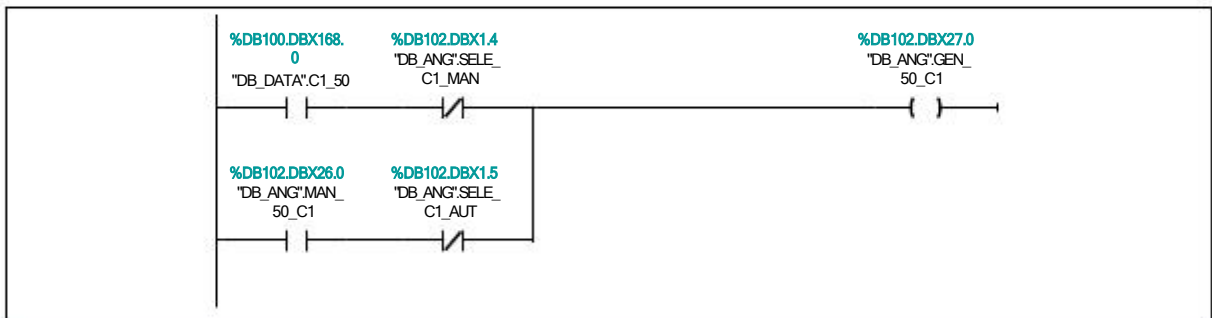 %DB100.DBX168.
0
"DB_DATA".C1_50
%DB102.DBX1.4
"DB_ANG".SELE_
C1_MAN
%DB102.DBX27.0
"DB_ANG".GEN_
50_C1
%DB102.DBX26.0
"DB_ANG".MAN_
50_C1
%DB102.DBX1.5
"DB_ANG".SELE_
C1_AUT